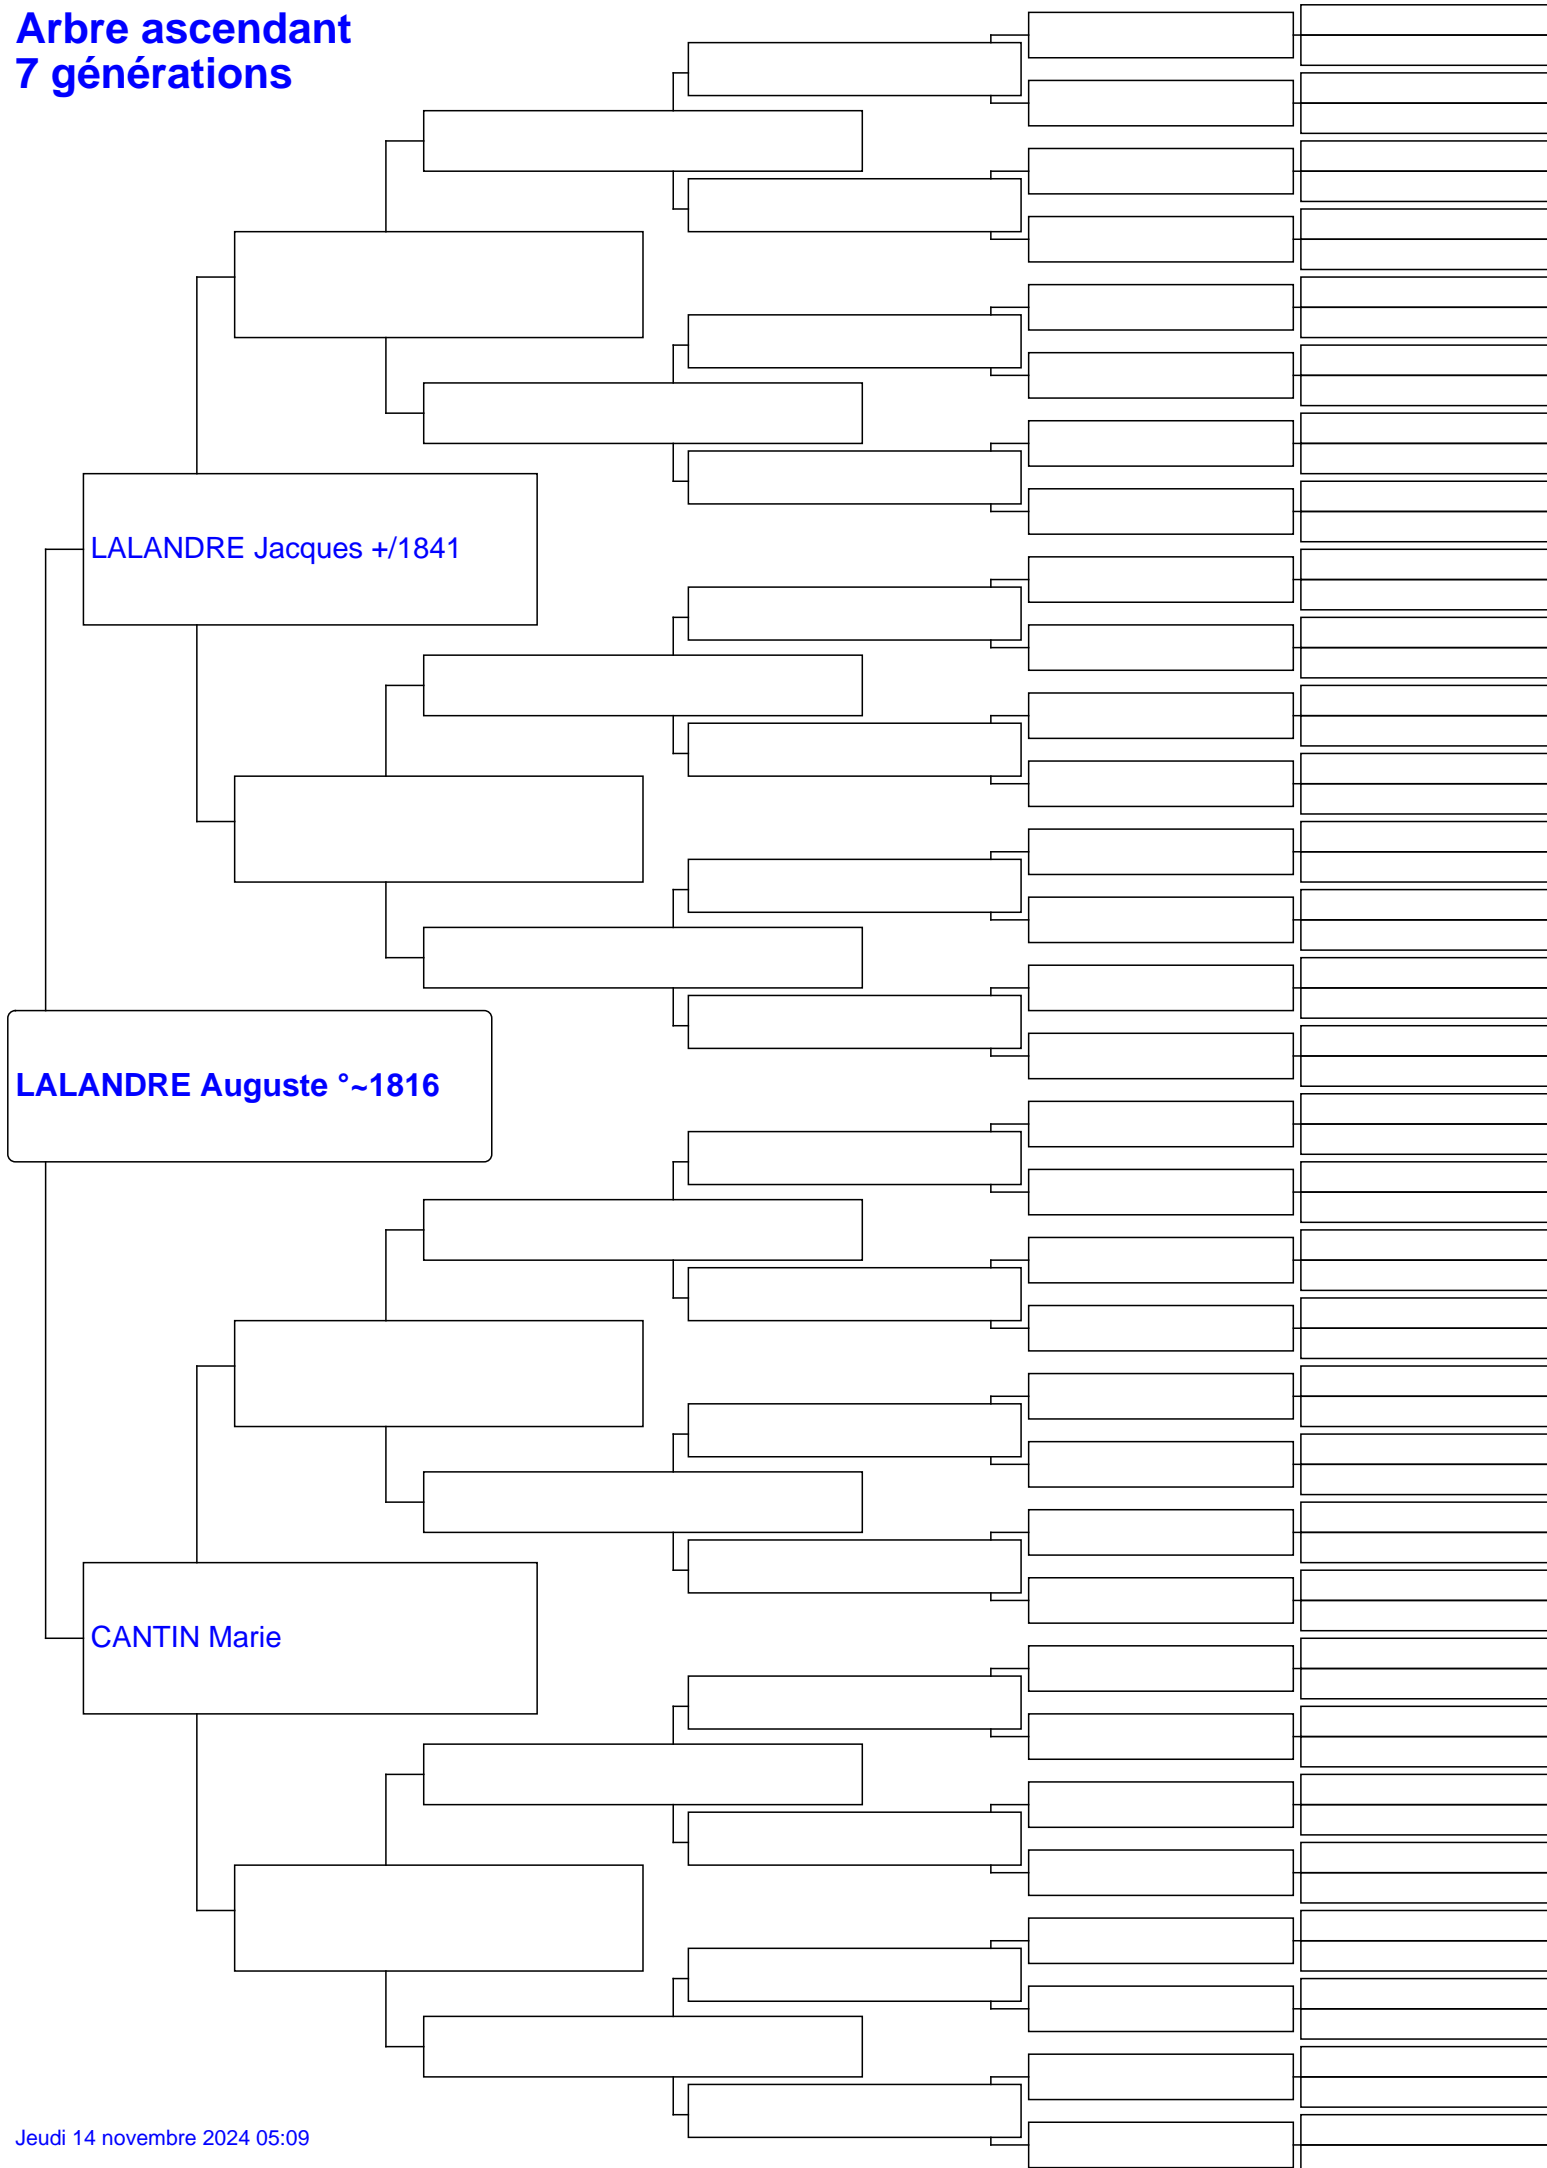 Arbre ascendant
7 générations
LALANDRE Jacques +/1841
LALANDRE Auguste °~1816
CANTIN Marie
Jeudi 14 novembre 2024 05:09